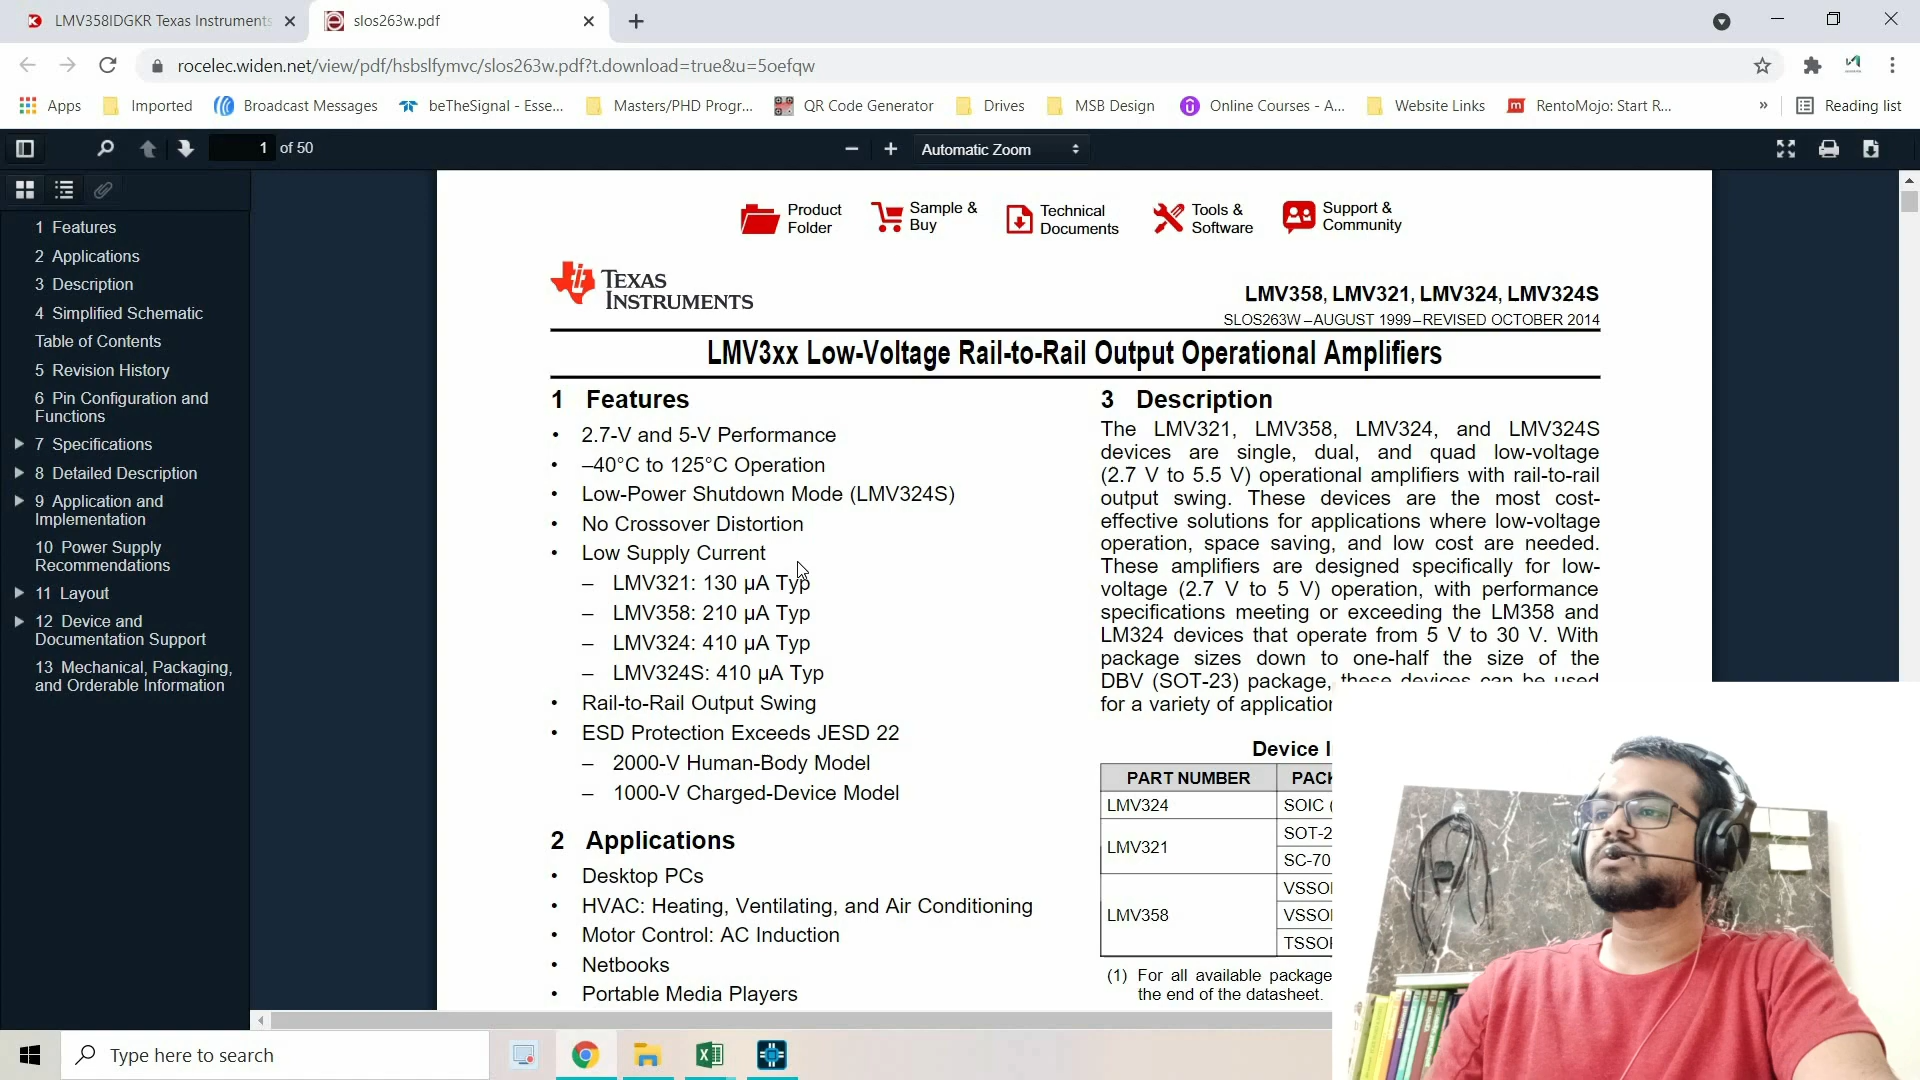 LMV358IDGKR Texas Instruments
slos263w.pdf
rocelec.widen.net/view/pdf/hsbslfymvc/slos263w.pdf?t.download=true&u=5oefqw
Apps
Imported
Broadcast Messages
beTheSignal - Esse...
Masters/PHD Progr...
QR Code Generator
Drives
MSB Design
Online Courses - A...
Website Links
RentoMojo: Start R...
»
Reading list
1 of 50
Automatic Zoom
1 Features
2 Applications
3 Description
4 Simplified Schematic
Table of Contents
5 Revision History
6 Pin Configuration and
Functions
7 Specifications
8 Detailed Description
9 Application and
Implementation
10 Power Supply
Recommendations
11 Layout
12 Device and
Documentation Support
13 Mechanical, Packaging,
and Orderable Information
Product
Folder
Sample &
Buy
Technical
Documents
Tools &
Software
Support &
Community
TEXAS
INSTRUMENTS
LMV358, LMV321, LMV324, LMV324S
SLOS263W –AUGUST 1999–REVISED OCTOBER 2014
LMV3xx Low-Voltage Rail-to-Rail Output Operational Amplifiers
1 Features
• 2.7-V and 5-V Performance
• –40°C to 125°C Operation
• Low-Power Shutdown Mode (LMV324S)
• No Crossover Distortion
• Low Supply Current
– LMV321: 130 μA Typ
– LMV358: 210 μA Typ
– LMV324: 410 μA Typ
– LMV324S: 410 μA Typ
• Rail-to-Rail Output Swing
• ESD Protection Exceeds JESD 22
– 2000-V Human-Body Model
– 1000-V Charged-Device Model
2 Applications
• Desktop PCs
• HVAC: Heating, Ventilating, and Air Conditioning
• Motor Control: AC Induction
• Netbooks
• Portable Media Players
3 Description
The LMV321, LMV358, LMV324, and LMV324S
devices are single, dual, and quad low-voltage
(2.7 V to 5.5 V) operational amplifiers with rail-to-rail
output swing. These devices are the most cost-
effective solutions for applications where low-voltage
operation, space saving, and low cost are needed.
These amplifiers are designed specifically for low-
voltage (2.7 V to 5 V) operation, with performance
specifications meeting or exceeding the LM358 and
LM324 devices that operate from 5 V to 30 V. With
package sizes down to one-half the size of the
DBV (SOT-23) package, these devices can be used
for a variety of application
Device I
PART NUMBER PACK
LMV324 SOIC (
LMV321 SOT-2
SC-70
LMV358 VSSO
VSSO
TSSO
(1) For all available package
the end of the datasheet.
Type here to search